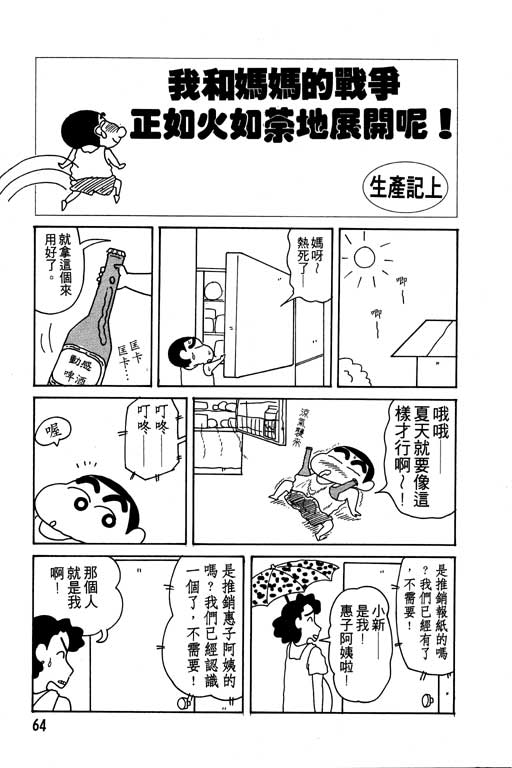 我和媽媽的戰爭
正如火如荼地展開呢！
生產記上
唧～
唧～
媽呀～
熱死了—
就拿這個來
用好了。
匡卡
匡卡…
動感
啤酒
哦哦—
夏天就要像這
樣才行啊～！
涼氣襲來
叮咚—
叮咚—
喔
是推銷報紙的嗎
？我們已經有了
，不需要！
小新—
是我！
惠子阿姨啦！
是推銷惠子阿姨的
嗎？我們已經認識
一個了，不需要！
那個人
就是我
啊！
64